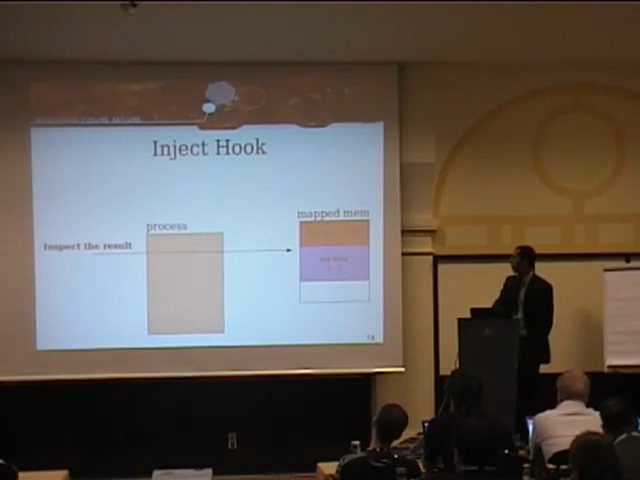 Inject Hook
mapped mem
process
Inspect the result